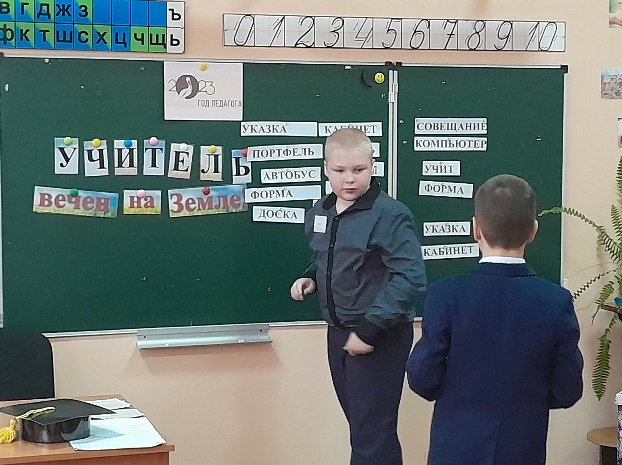 В Г Д Ж З Ъ
Ф К Т Ш С Х Ц Ч Щ Ь
0 1 2 3 4 5 6 7 8 9 10
2023
ГОД ПЕДАГОГА
УЧИТЕЛЬ
вечен на Земле
УКАЗКА
ПОРТФЕЛЬ
АВТОБУС
ФОРМА
ДОСКА
КАБИНЕТ
СОВЕЩАНИЕ
КОМПЬЮТЕР
УЧИТ
ФОРМА
УКАЗКА
КАБИНЕТ